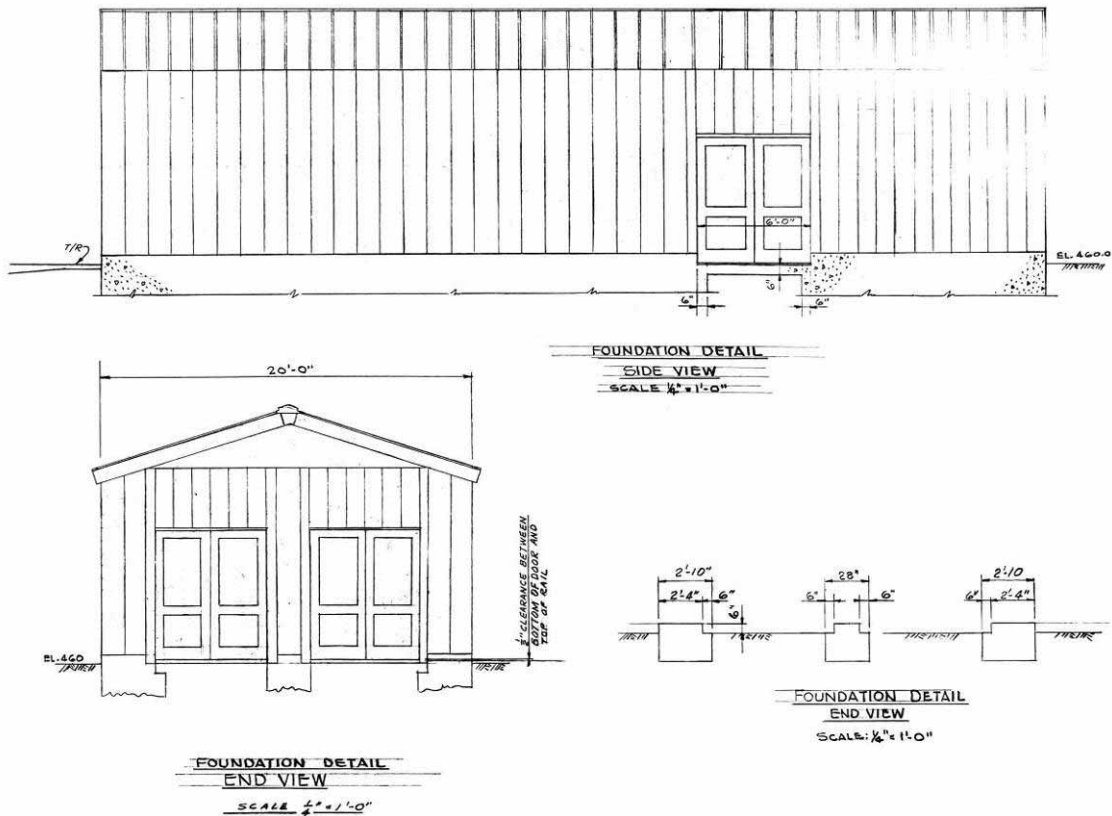 T/R
6'-0"
EL. 460.0
6"
6"
6"
FOUNDATION DETAIL
SIDE VIEW
SCALE ¼" = 1'-0"
20'-0"
½" CLEARANCE BETWEEN
BOTTOM OF DOOR AND
TOP OF RAIL
EL. 460
FOUNDATION DETAIL
END VIEW
SCALE ¼" = 1'-0"
2'-10"
28"
2'-10
2'-4"
6"
6"
6"
6"
6"
2'-4"
FOUNDATION DETAIL
END VIEW
SCALE: ¼" = 1'-0"